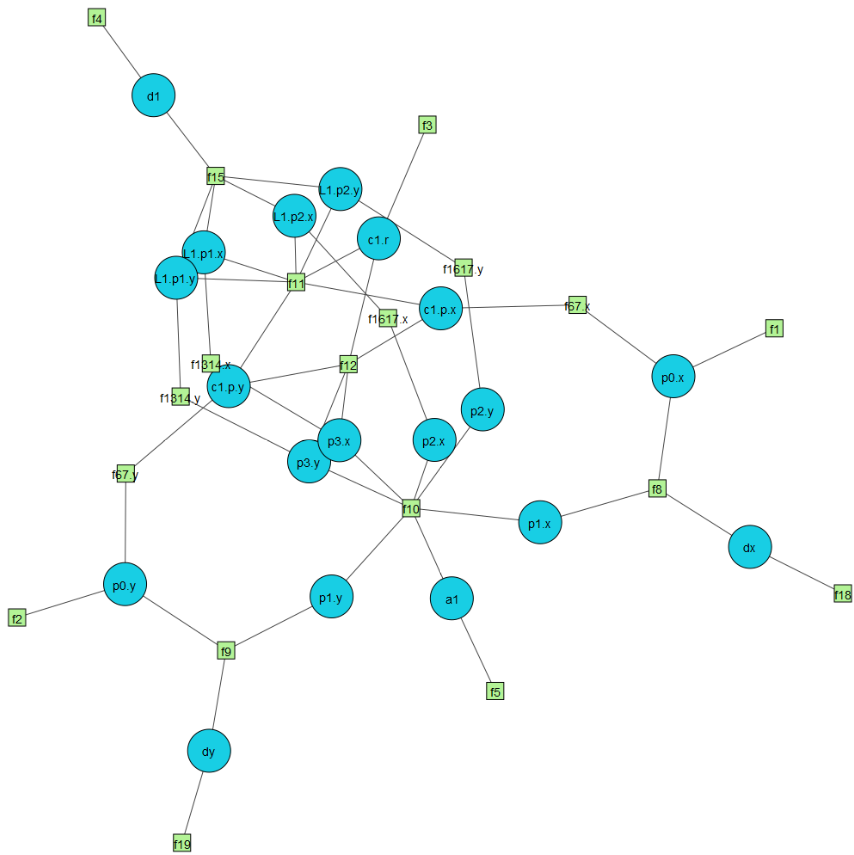 f4
d1
f3
f15
L1.p2.y
L1.p2.x
c1.r
L1.p1.x
f1617.y
L1.p1.y
f11
c1.p.x
f67.x
f1617.x
f1
f1314.x
f12
p0.x
c1.p.y
f1314.y
p2.y
p3.x
p2.x
p3.y
f67.y
f8
f10
p1.x
dx
p0.y
f18
p1.y
a1
f2
f9
f5
dy
f19